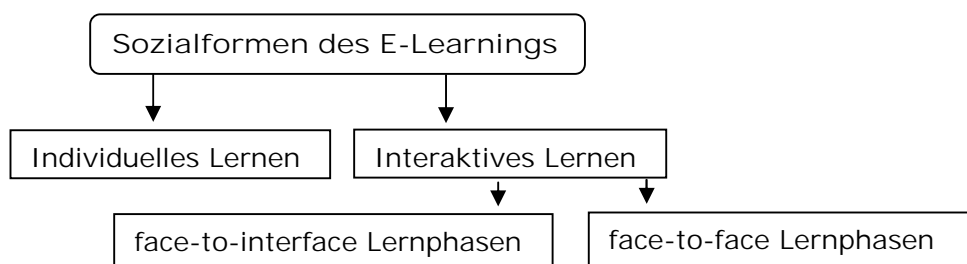 Sozialformen des E-Learnings
Individuelles Lernen
Interaktives Lernen
face-to-interface Lernphasen
face-to-face Lernphasen